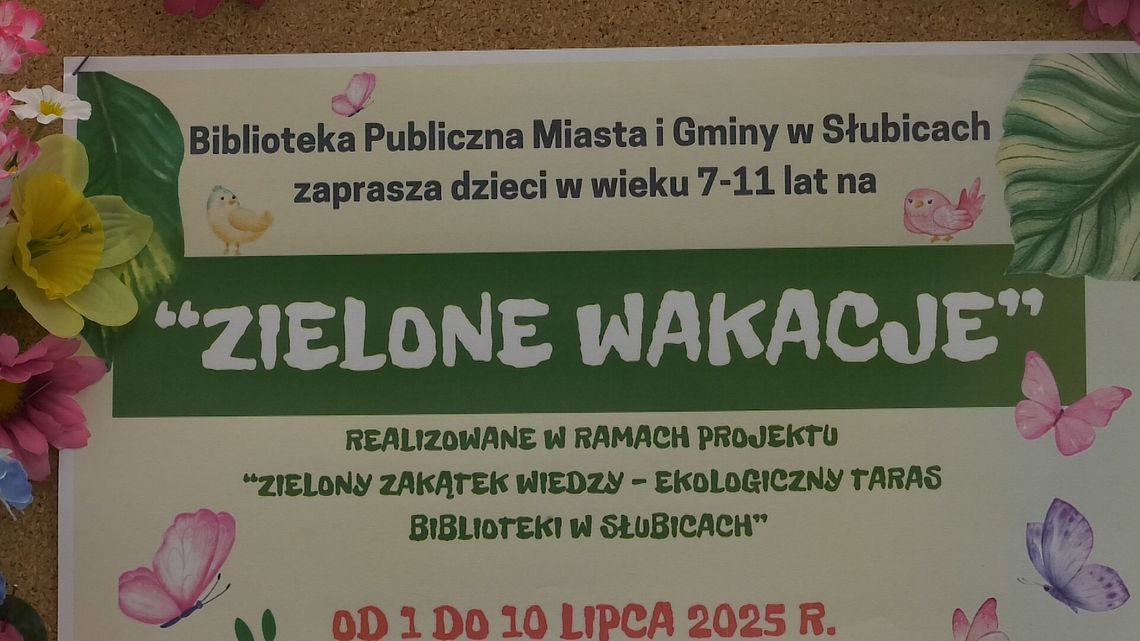 Biblioteka Publiczna Miasta i Gminy w Słubicach
zaprasza dzieci w wieku 7-11 lat na
“ZIELONE WAKACJE”
REALIZOWANE W RAMACH PROJEKTU
“ZIELONY ZAKĄTEK WIEDZY – EKOLOGICZNY TARAS
BIBLIOTEKI W SŁUBICACH”
OD 1 DO 10 LIPCA 2025 R.